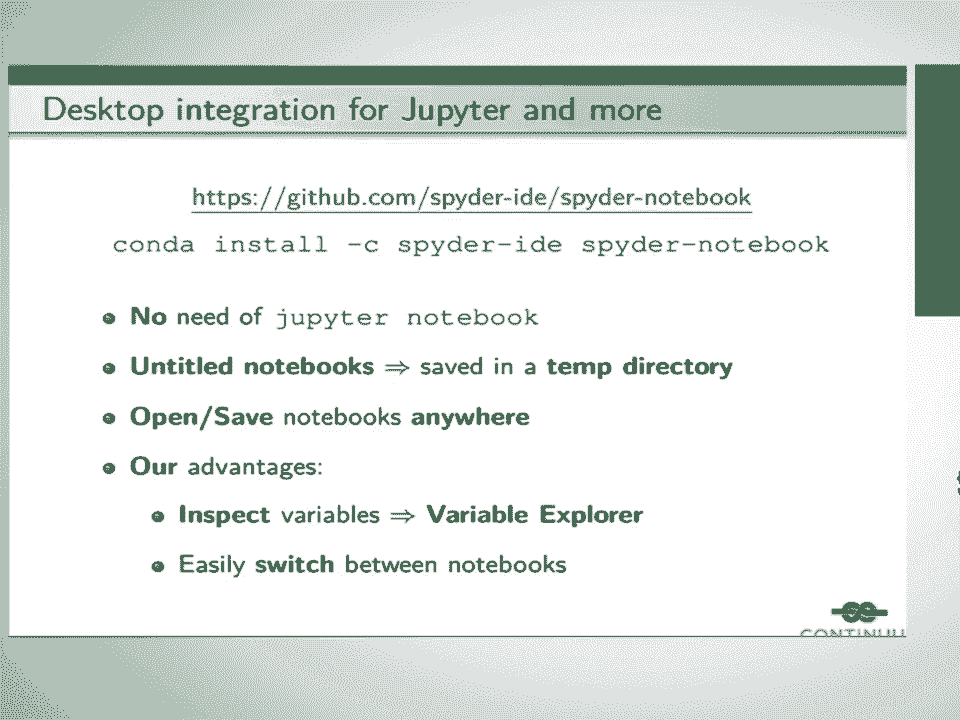 Desktop integration for Jupyter and more
https://github.com/spyder-ide/spyder-notebook
conda install -c spyder-ide spyder-notebook
No need of jupyter notebook
Untitled notebooks ⇒ saved in a temp directory
Open/Save notebooks anywhere
Our advantages:
Inspect variables ⇒ Variable Explorer
Easily switch between notebooks